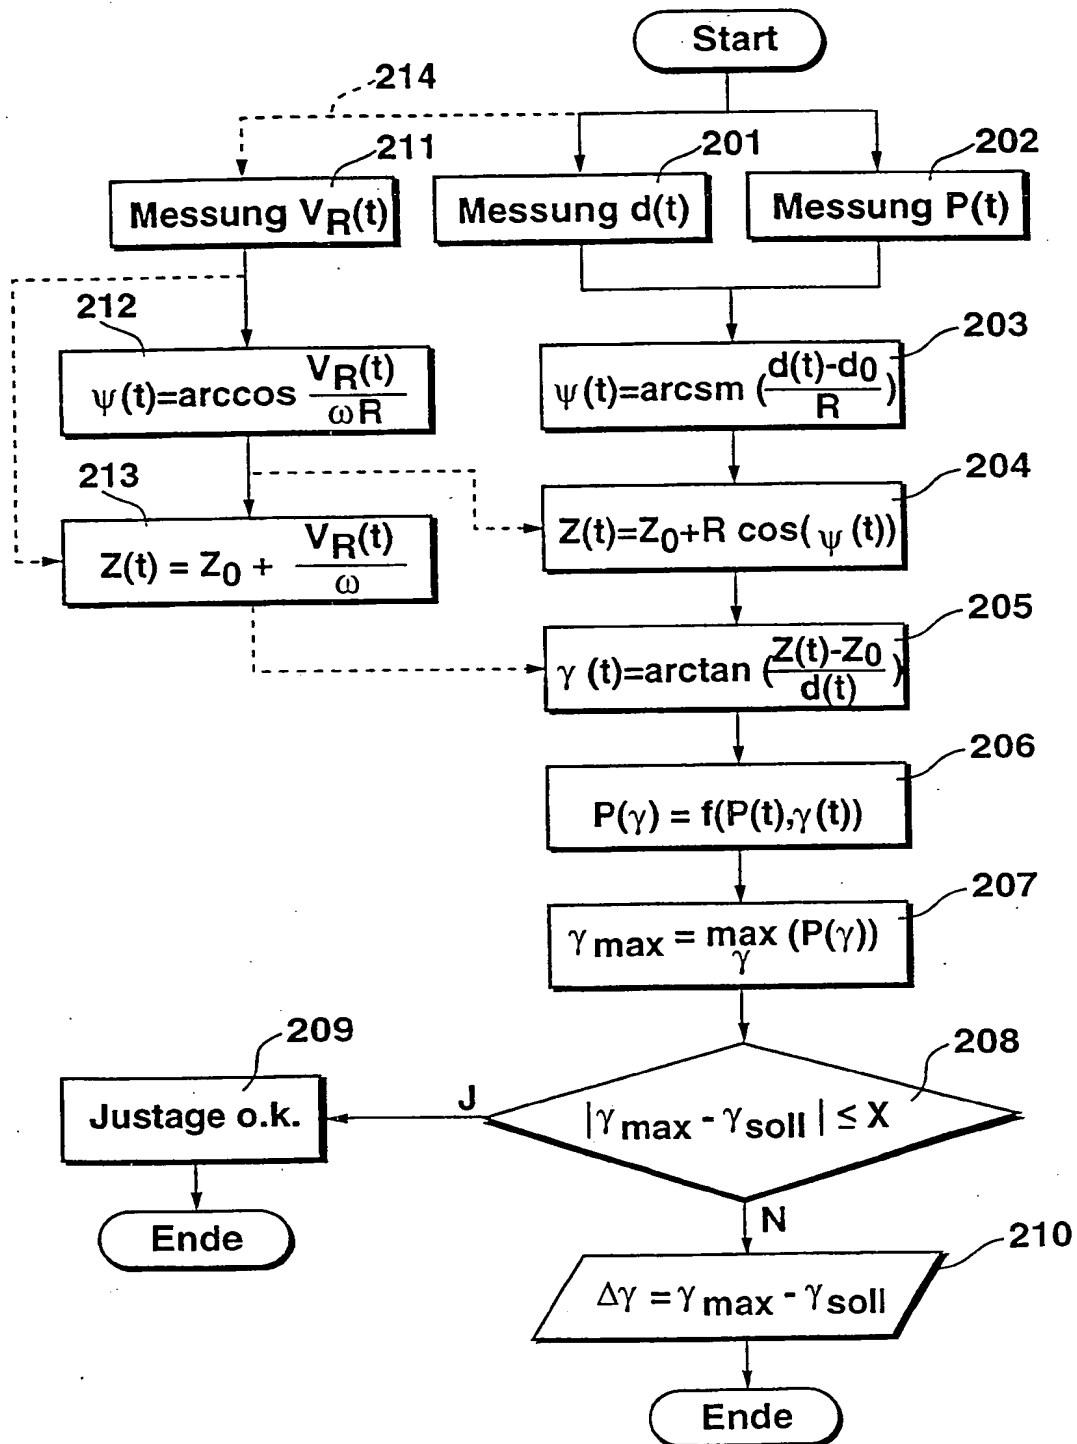 Start
214
211
201
202
Messung V_R(t)
Messung d(t)
Messung P(t)
212
ψ(t)=arccos V_R(t)/ωR
203
ψ(t)=arcsm (d(t)-d_0/R)
213
Z(t) = Z_0 + V_R(t)/ω
204
Z(t)=Z_0+R cos(ψ(t))
205
γ(t)=arctan (Z(t)-Z_0/d(t))
206
P(γ) = f(P(t),γ(t))
207
γ_max = max_γ (P(γ))
208
|γ_max - γ_soll| ≤ X
J
209
Justage o.k.
Ende
N
210
Δγ = γ_max - γ_soll
Ende